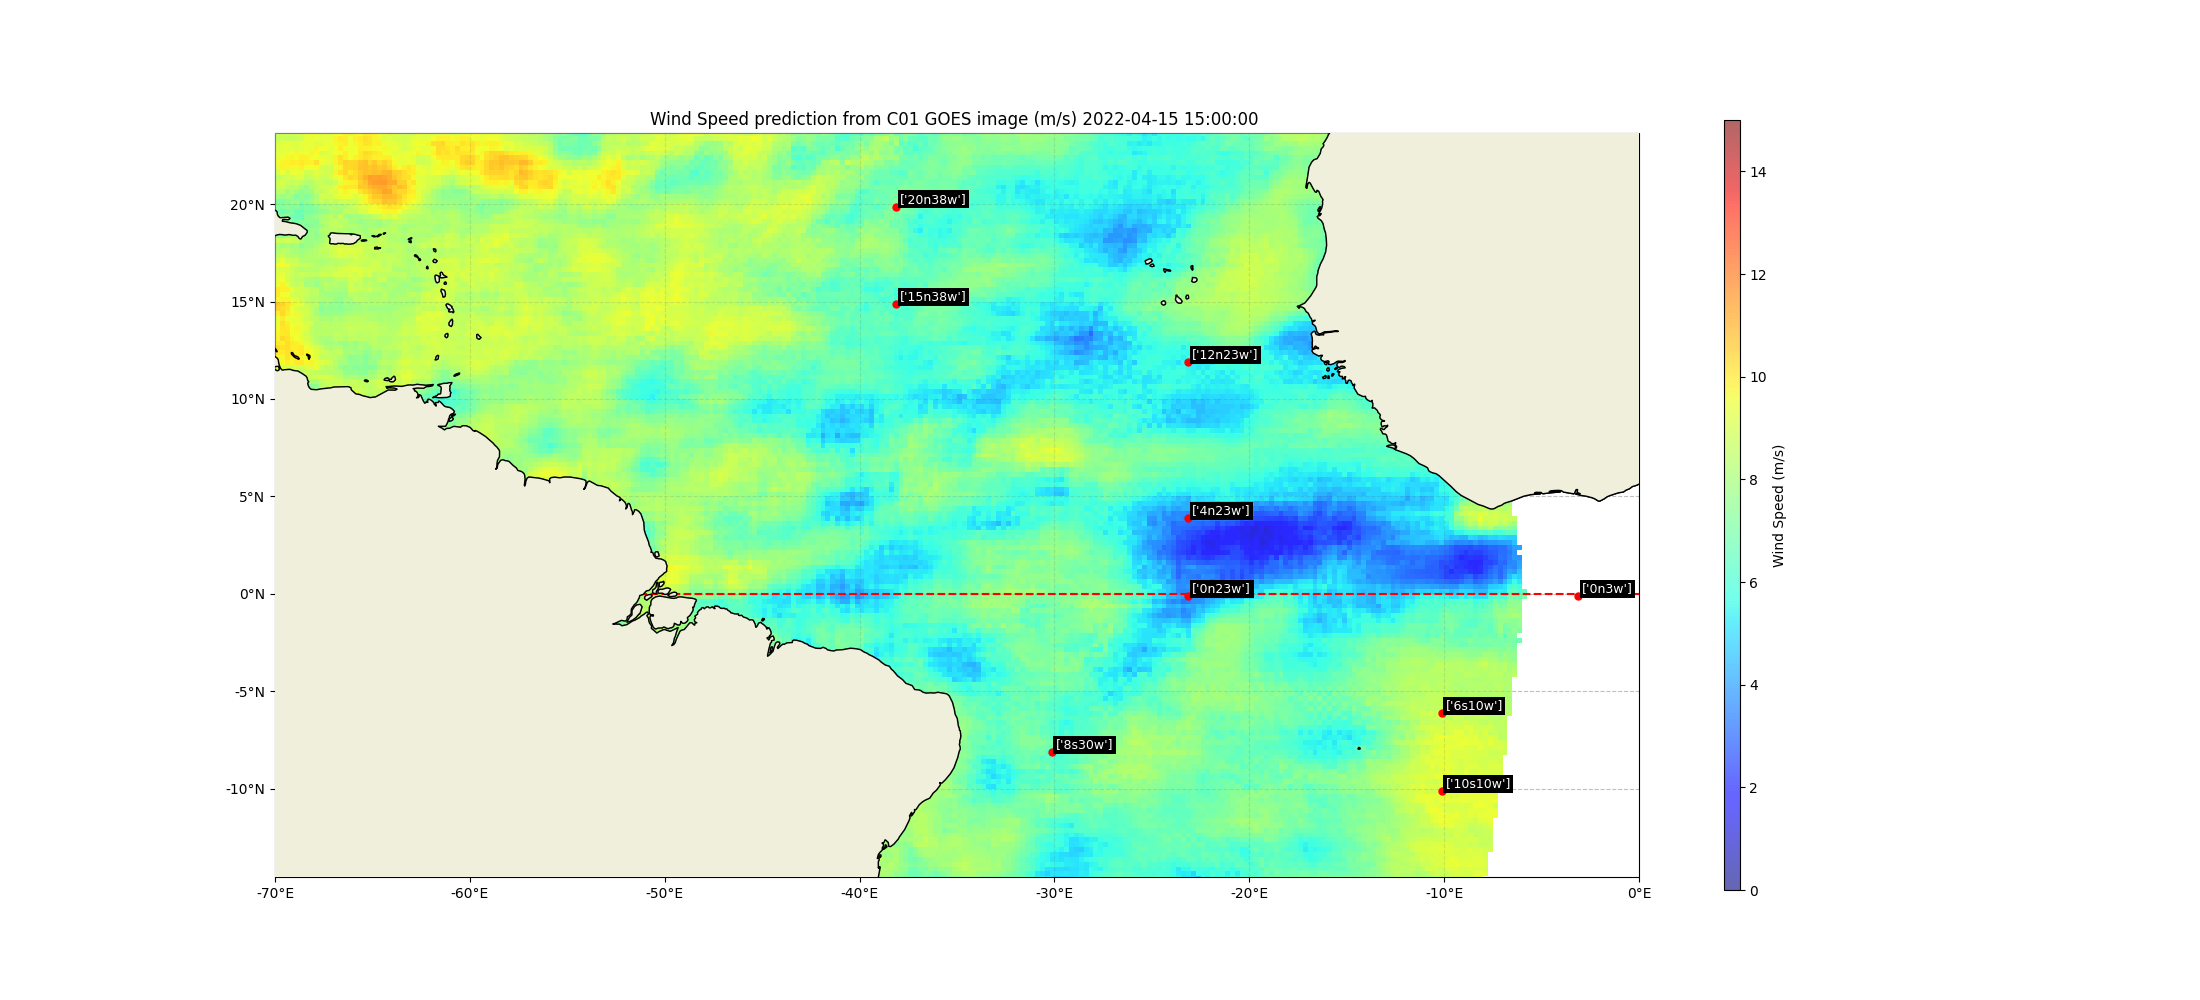 Wind Speed prediction from C01 GOES image (m/s) 2022-04-15 15:00:00
20°N
15°N
10°N
5°N
0°N
-5°N
-10°N
['20n38w']
['15n38w']
['12n23w']
['4n23w']
['0n23w']
['0n3w']
['6s10w']
['8s30w']
['10s10w']
-70°E
-60°E
-50°E
-40°E
-30°E
-20°E
-10°E
0°E
14
12
10
8
6
4
2
0
Wind Speed (m/s)